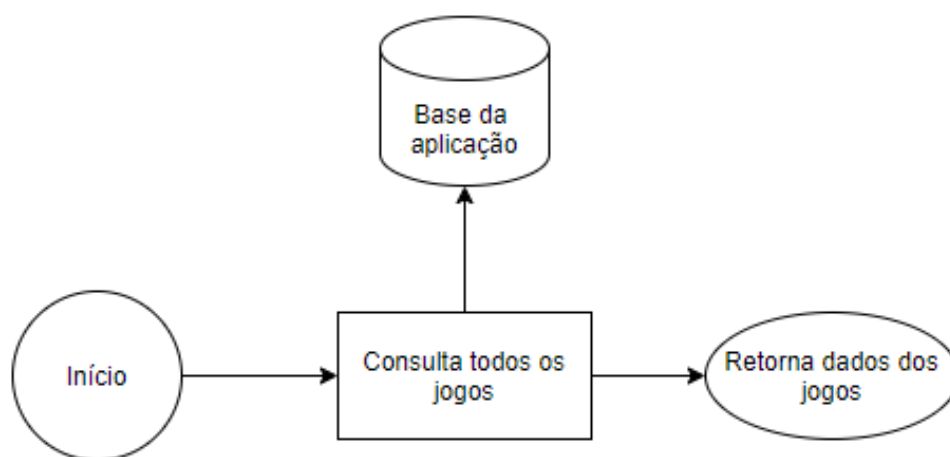 Base da
aplicação
Início
Consulta todos os
jogos
Retorna dados dos
jogos